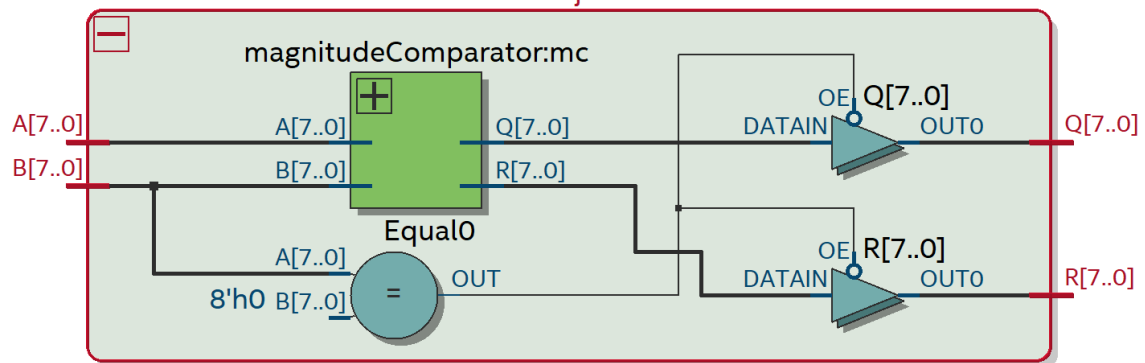 magnitudeComparator:mc
A[7..0]
B[7..0]
A[7..0]
Q[7..0]
B[7..0]
R[7..0]
Equal0
A[7..0]
8'h0 B[7..0]
=
OUT
OE Q[7..0]
DATAIN
OUT0
Q[7..0]
OE R[7..0]
DATAIN
OUT0
R[7..0]